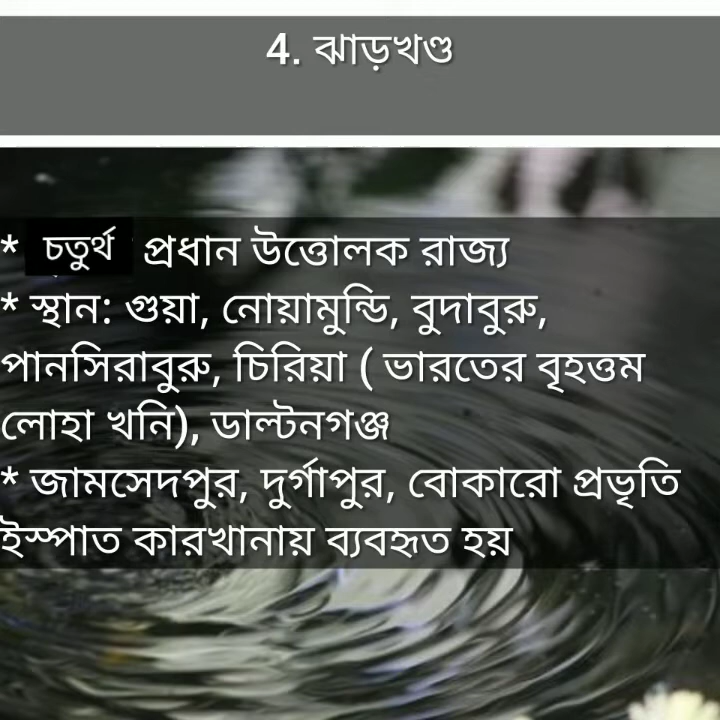 4. ঝাড়খণ্ড
* চতুর্থ প্রধান উত্তোলক রাজ্য
* স্থান: গুয়া, নোয়ামুন্ডি, বুদাবুরু,
পানসিরাবুরু, চিরিয়া ( ভারতের বৃহত্তম
লোহা খনি), ডাল্টনগঞ্জ
* জামসেদপুর, দুর্গাপুর, বোকারো প্রভৃতি
ইস্পাত কারখানায় ব্যবহৃত হয়